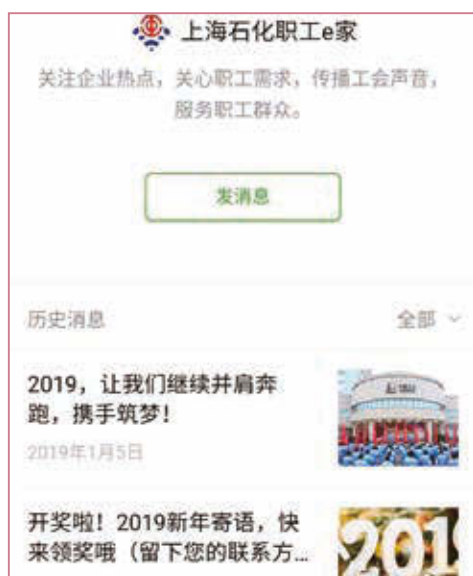 上海石化职工e家
关注企业热点，关心职工需求，传播工会声音，
服务职工群众。
发消息
历史消息
全部
2019，让我们继续并肩奔
跑，携手筑梦！
2019年1月5日
开奖啦！2019新年寄语，快
来领奖哦（留下您的联系方...
2019